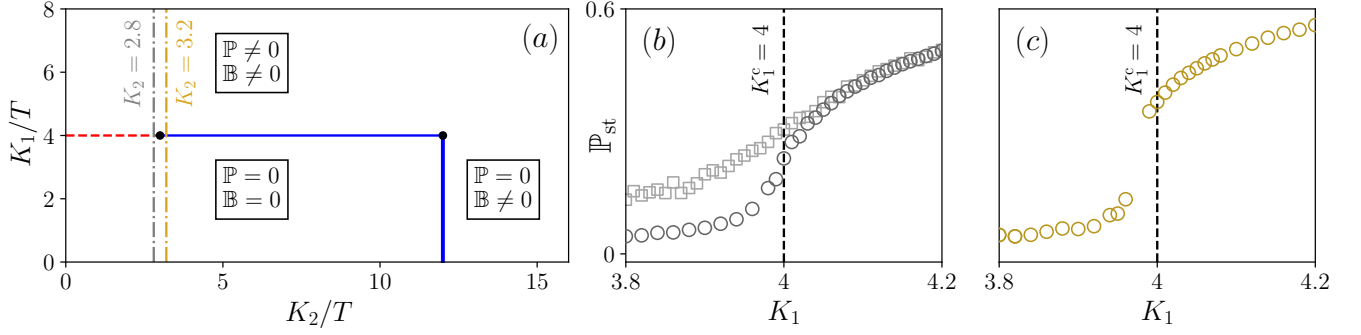 8
6
4
2
0
K₁/T
0
5
10
15
K₂/T
K₂ = 2.8
K₂ = 3.2
ℙ ≠ 0
𝔹 ≠ 0
ℙ = 0
𝔹 = 0
ℙ = 0
𝔹 ≠ 0
(a)
0.6
0
ℙ_st
K₁ᶜ = 4
(b)
3.8
4
4.2
K₁
K₁ᶜ = 4
(c)
3.8
4
4.2
K₁